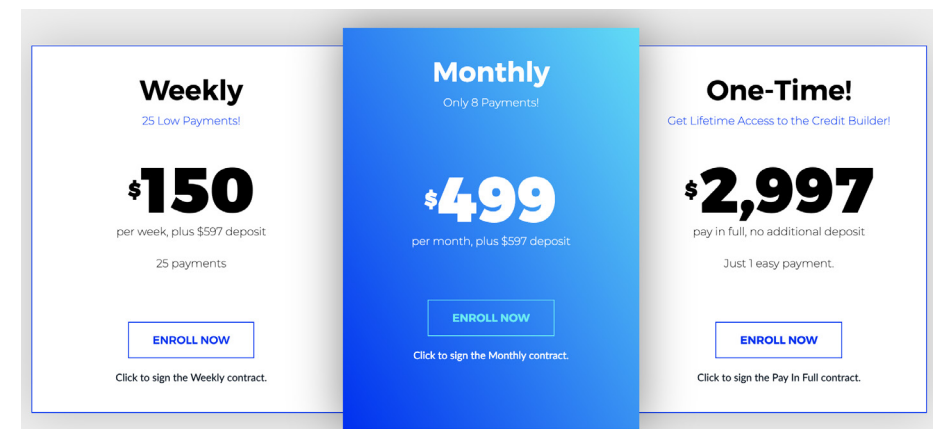 Weekly
25 Low Payments!
$150
per week, plus $597 deposit
25 payments
ENROLL NOW
Click to sign the Weekly contract.
Monthly
Only 8 Payments!
$499
per month, plus $597 deposit
ENROLL NOW
Click to sign the Monthly contract.
One-Time!
Get Lifetime Access to the Credit Builder!
$2,997
pay in full, no additional deposit
Just 1 easy payment.
ENROLL NOW
Click to sign the Pay In Full contract.